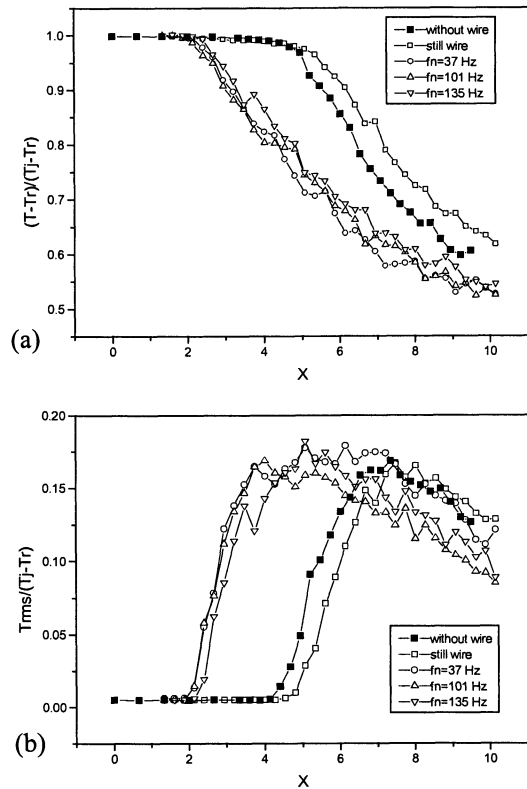 1.0
0.9
0.8
0.7
0.6
0.5
(T-Tr)/(Tj-Tr)
without wire
still wire
fn=37 Hz
fn=101 Hz
fn=135 Hz
0 2 4 6 8 10
X
(a)
0.20
0.15
0.10
0.05
0.00
Trms/(Tj-Tr)
without wire
still wire
fn=37 Hz
fn=101 Hz
fn=135 Hz
0 2 4 6 8 10
X
(b)